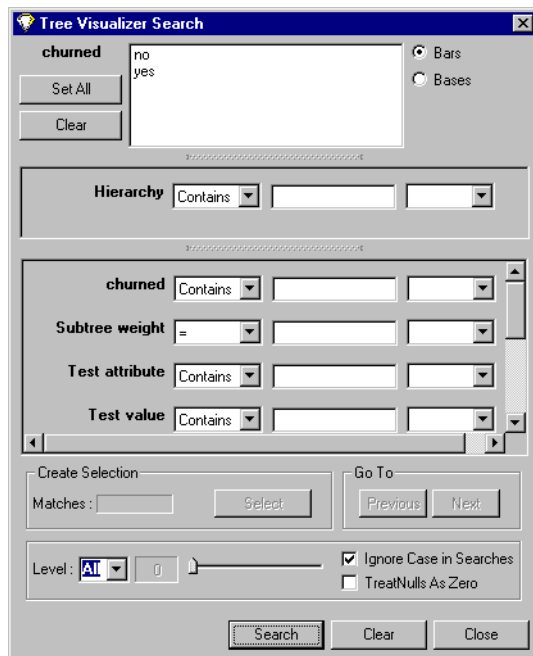 Tree Visualizer Search
churned
no
yes
Bars
Bases
Set All
Clear
Hierarchy Contains
churned Contains
Subtree weight =
Test attribute Contains
Test value Contains
Create Selection
Matches : Select
Go To
Previous Next
Level : All 0
Ignore Case in Searches
TreatNulls As Zero
Search Clear Close